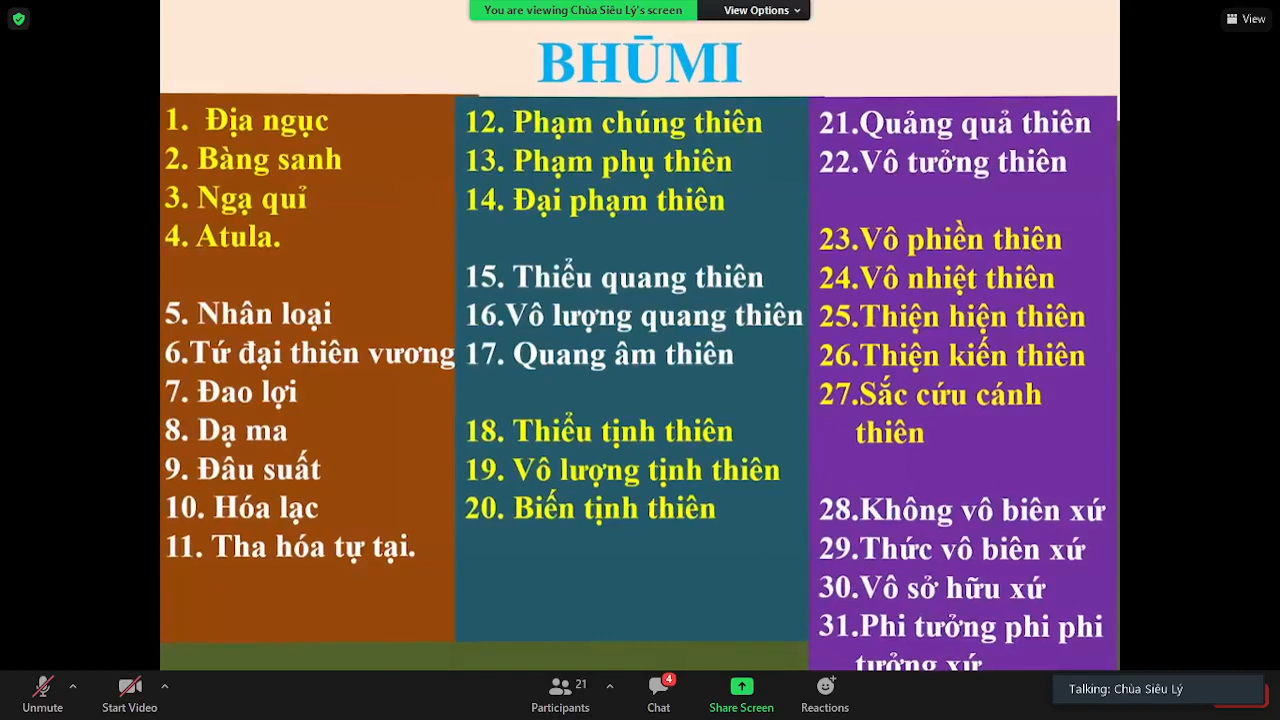 You are viewing Chùa Siêu Lý's screen
View Options
View
BHŪMI
1. Địa ngục
2. Bàng sanh
3. Ngạ quỉ
4. Atula.
5. Nhân loại
6.Tứ đại thiên vương
7. Đao lợi
8. Dạ ma
9. Đâu suất
10. Hóa lạc
11. Tha hóa tự tại.
12. Phạm chúng thiên
13. Phạm phụ thiên
14. Đại phạm thiên
15. Thiểu quang thiên
16.Vô lượng quang thiên
17. Quang âm thiên
18. Thiểu tịnh thiên
19. Vô lượng tịnh thiên
20. Biến tịnh thiên
21.Quảng quả thiên
22.Vô tưởng thiên
23.Vô phiền thiên
24.Vô nhiệt thiên
25.Thiện hiện thiên
26.Thiện kiến thiên
27.Sắc cứu cánh
thiên
28.Không vô biên xứ
29.Thức vô biên xứ
30.Vô sở hữu xứ
31.Phi tưởng phi phi
tưởng xứ
Talking: Chùa Siêu Lý
Unmute
Start Video
21
Participants
4
Chat
Share Screen
Reactions